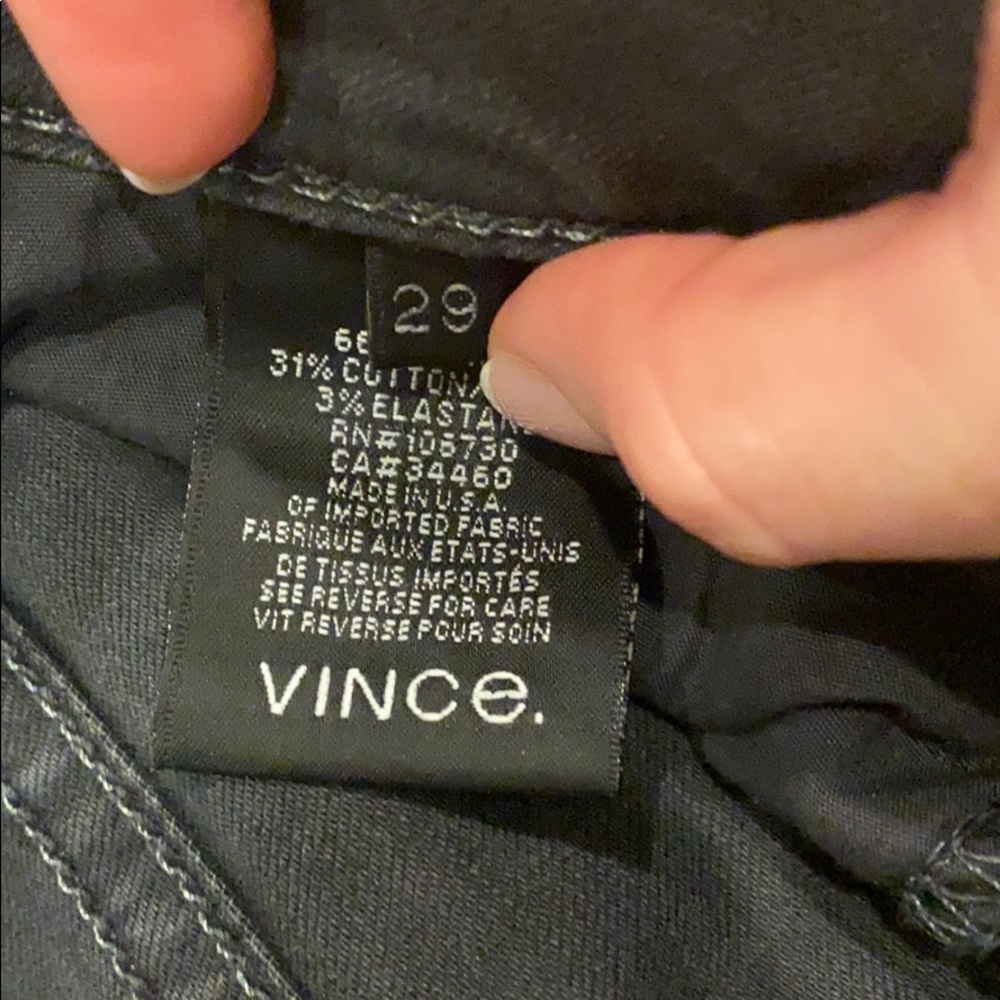 29
66
31% COTTON/
3% ELASTAN
RN#106730
CA#34460
MADE IN U.S.A.
OF IMPORTED FABRIC
FABRIQUE AUX ETATS-UNIS
DE TISSUS IMPORTÉS
SEE REVERSE FOR CARE
VIT REVERSE POUR SOIN
VINCe.